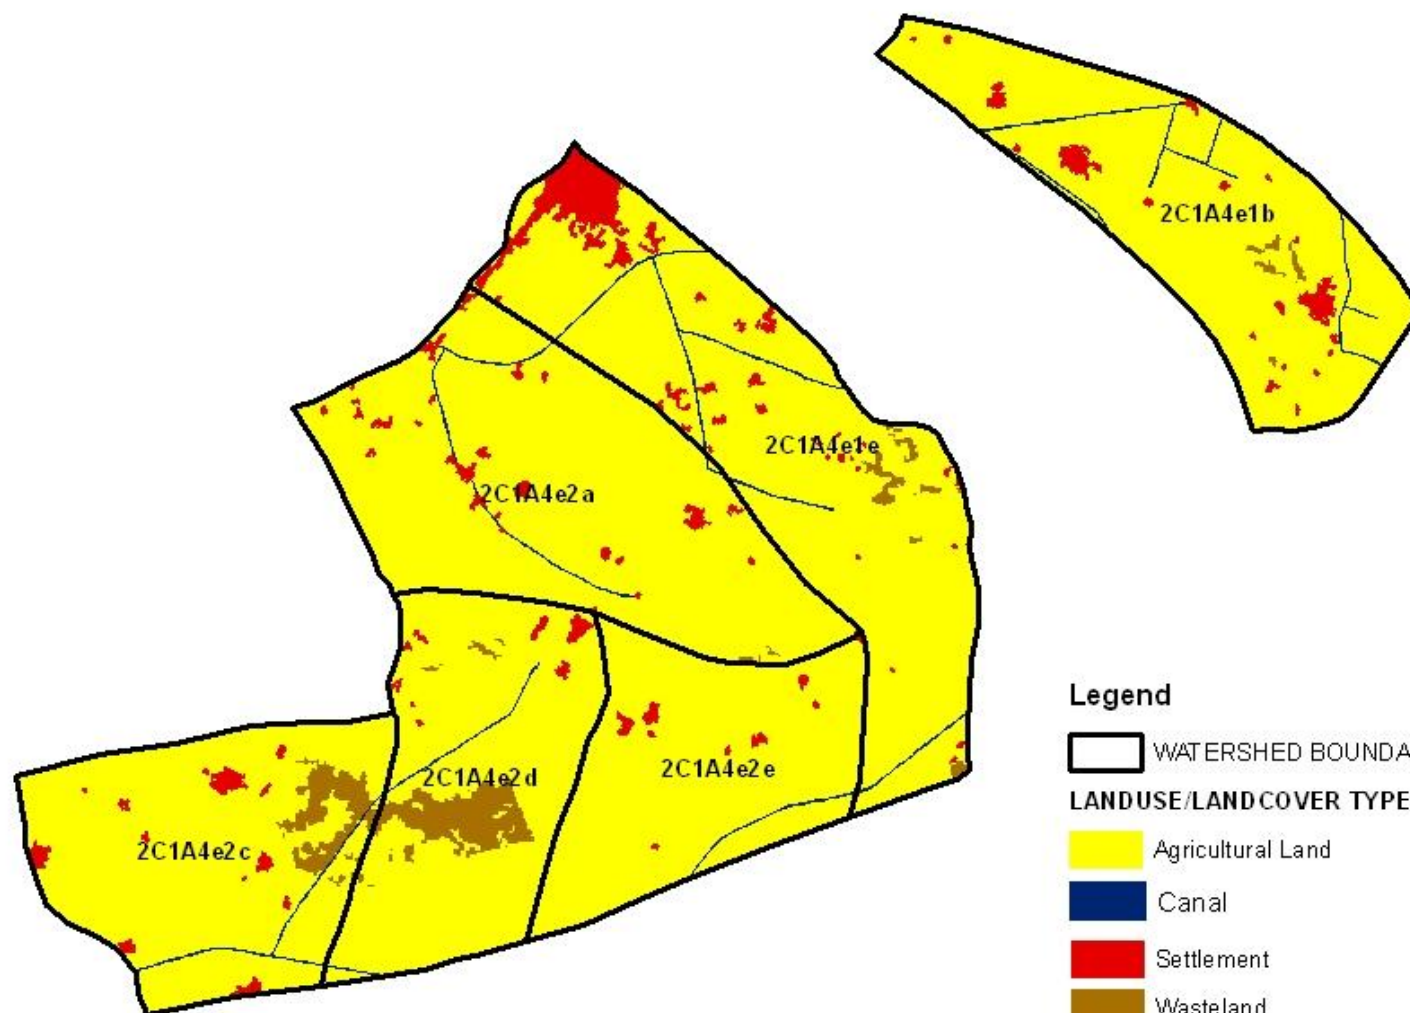 2C1A4e1b
2C1A4e1e
2C1A4e2a
2C1A4e2d
2C1A4e2e
2C1A4e2c
Legend
WATERSHED BOUNDA
LANDUSE/LANDCOVER TYPE
Agricultural Land
Canal
Settlement
Wasteland